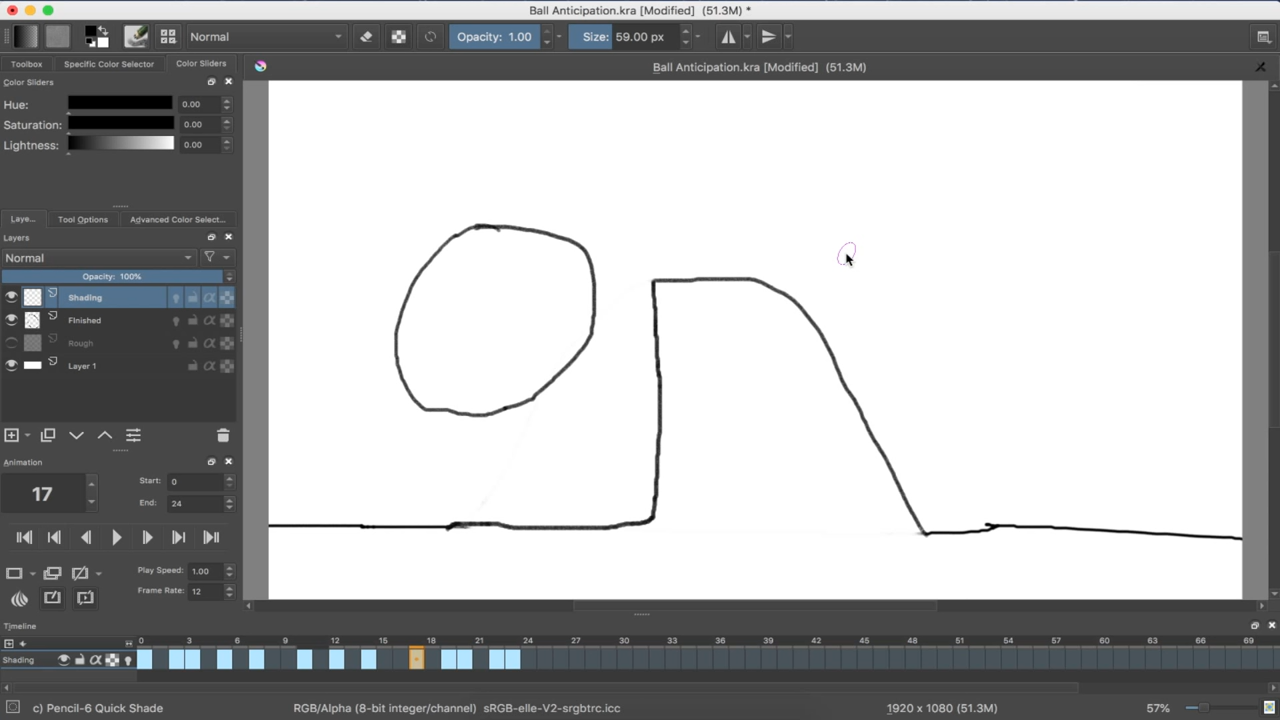 Ball Anticipation.kra [Modified] (51.3M) *
Normal
Opacity: 1.00
Size: 59.00 px
Toolbox
Specific Color Selector
Color Sliders
Ball Anticipation.kra [Modified] (51.3M)
Color Sliders
Hue:
0.00
Saturation:
0.00
Lightness:
0.00
Laye...
Tool Options
Advanced Color Select...
Layers
Normal
Opacity: 100%
Shading
FInished
Rough
Layer 1
Animation
17
Start:
0
End:
24
Play Speed:
1.00
Frame Rate:
12
Timeline
0 3 6 9 12 15 18 21 24 27 30 33 36 39 42 45 48 51 54 57 60 63 66 69
Shading
c) Pencil-6 Quick Shade
RGB/Alpha (8-bit integer/channel) sRGB-elle-V2-srgbtrc.icc
1920 x 1080 (51.3M)
57%